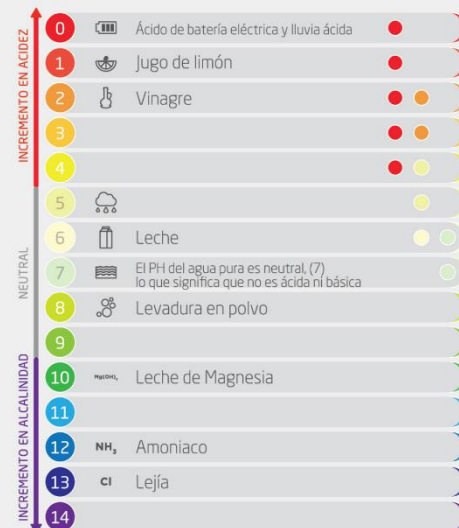 INCREMENTO EN ACIDEZ
NEUTRAL
INCREMENTO EN ALCALINIDAD
0 Ácido de batería eléctrica y lluvia ácida
1 Jugo de limón
2 Vinagre
3
4
5
6 Leche
7 El PH del agua pura es neutral, (7)
lo que significa que no es ácida ni básica
8 Levadura en polvo
9
10 Mg(OH)₂ Leche de Magnesia
11
12 NH₃ Amoniaco
13 Cl Lejía
14